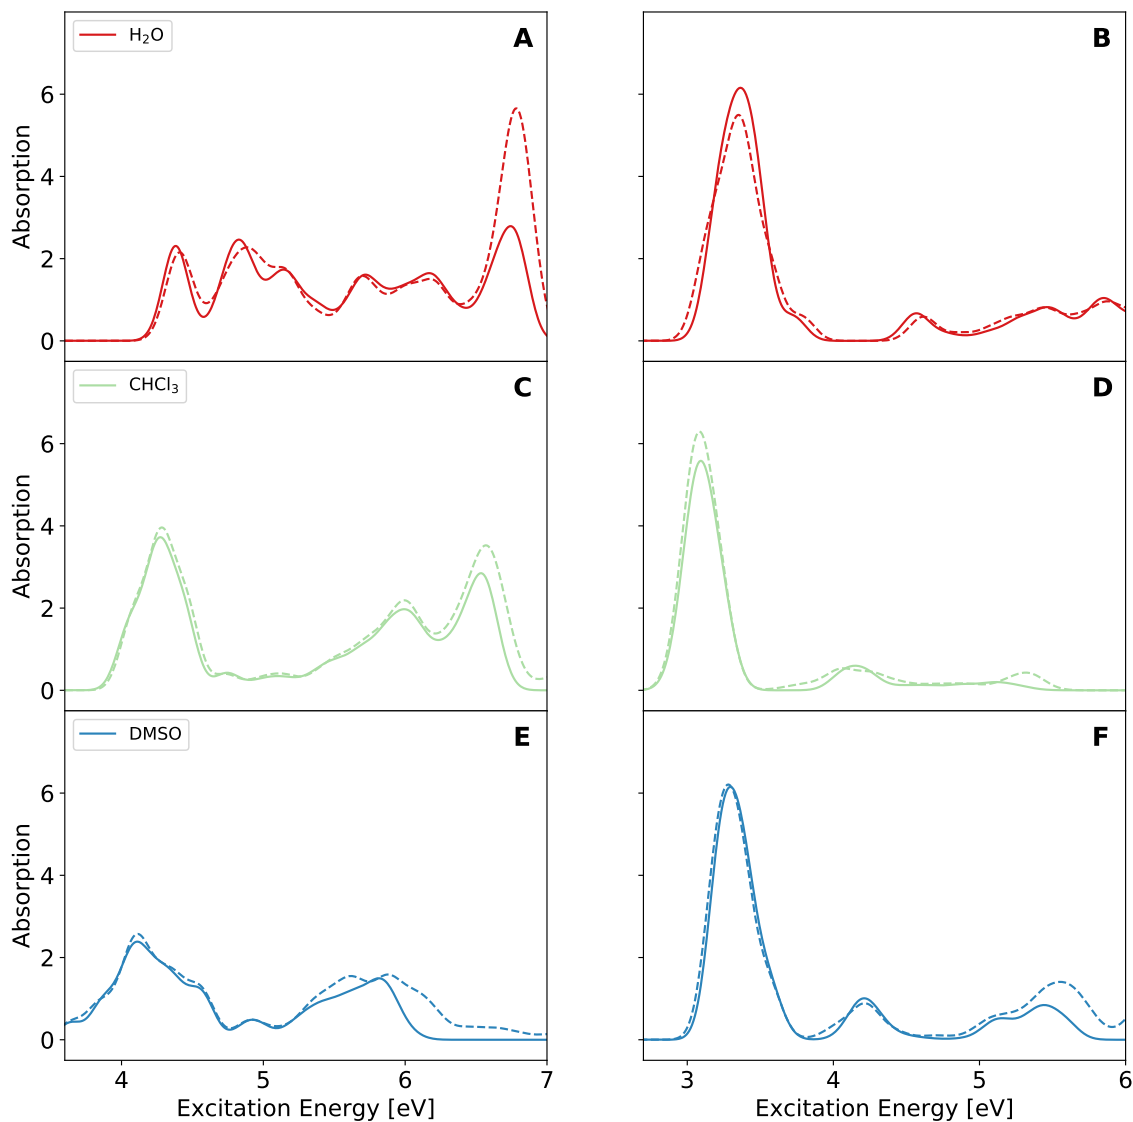 H₂O
A
B
6
4
2
0
Absorption
CHCl₃
C
D
6
4
2
0
Absorption
DMSO
E
F
6
4
2
0
Absorption
4 5 6 7
3 4 5 6
Excitation Energy [eV]
Excitation Energy [eV]